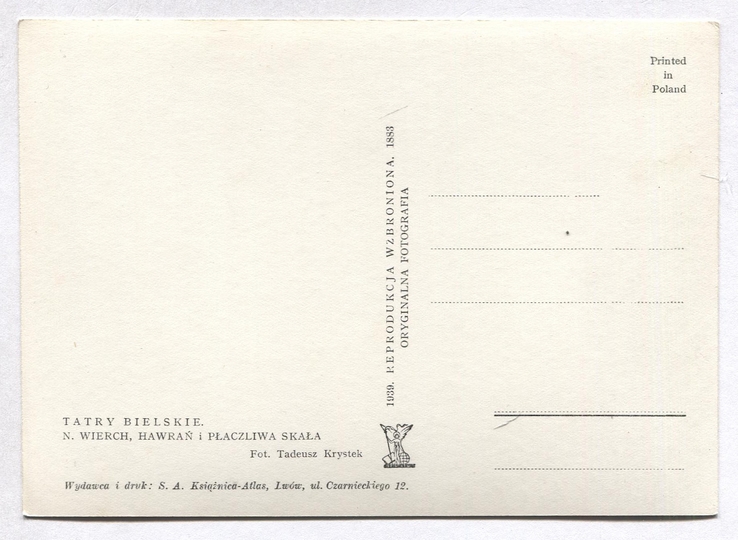 Printed
in
Poland
1939. REPRODUKCJA WZBRONIONA. 1883
ORYGINALNA FOTOGRAFIA
TATRY BIELSKIE.
N. WIERCH, HAWRAŃ i PŁACZLIWA SKAŁA
Fot. Tadeusz Krystek
Wydawca i druk: S. A. Książnica-Atlas, Lwów, ul. Czarnieckiego 12.